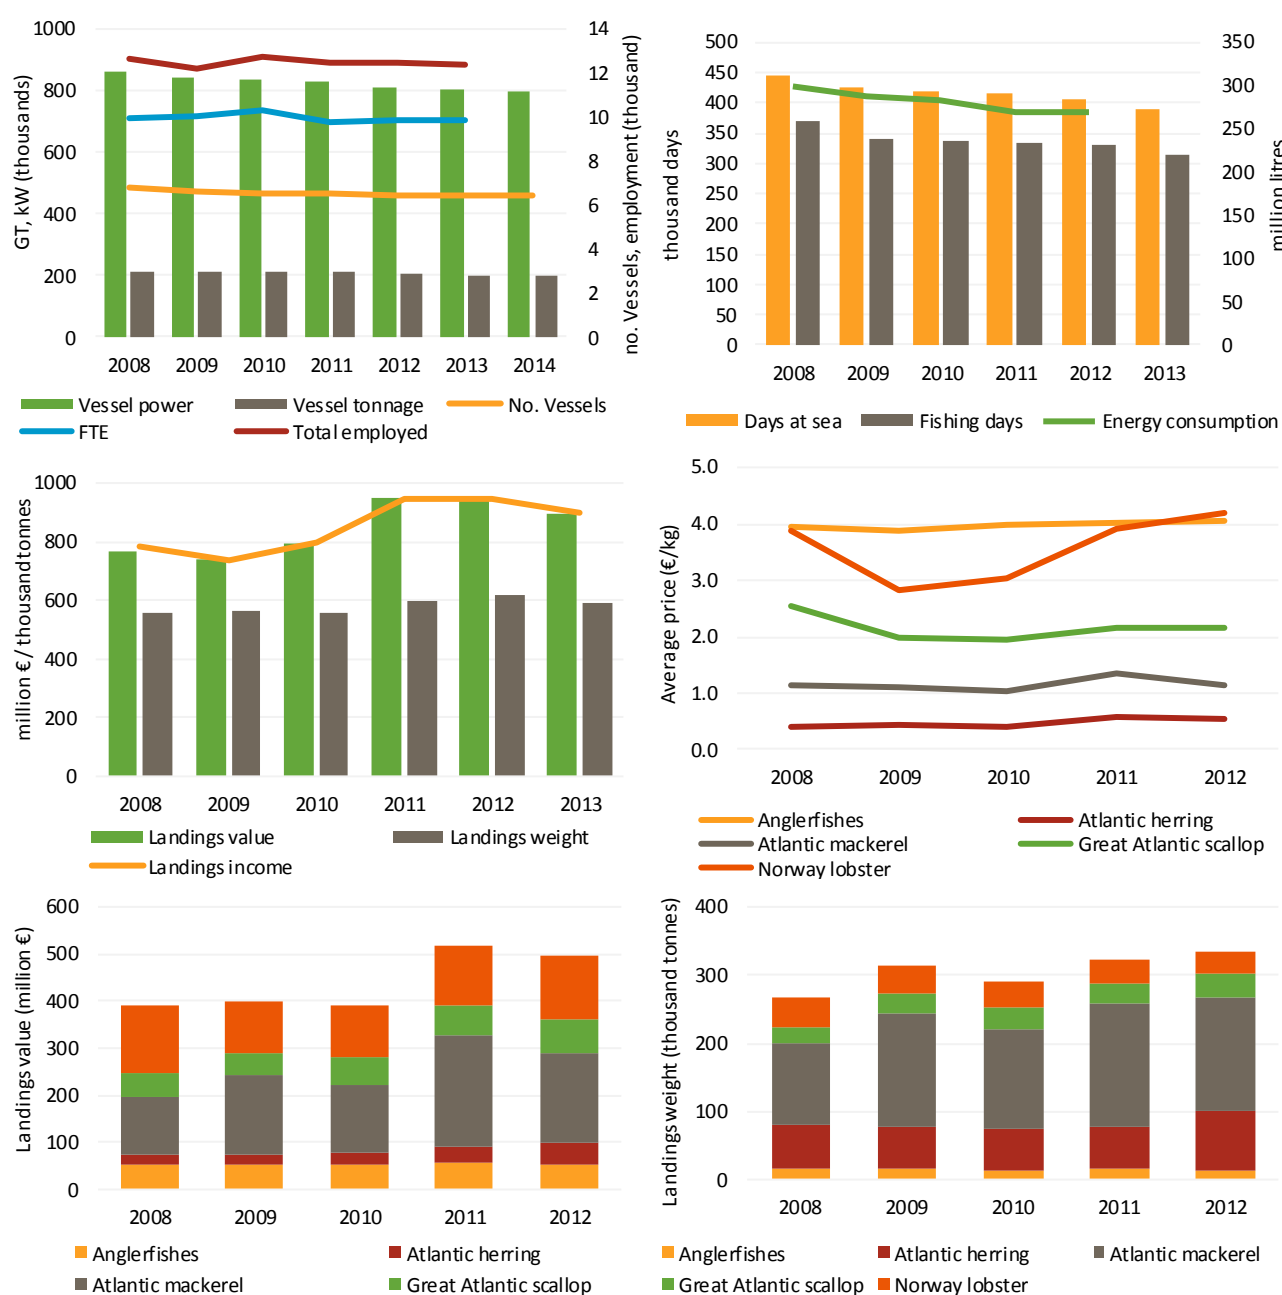 GT, kW (thousands)
1000
800
600
400
200
0
14
12
10
8
6
4
2
0
no. Vessels, employment (thousand)
2008 2009 2010 2011 2012 2013 2014
Vessel power Vessel tonnage No. Vessels
FTE Total employed
thousand days
500
450
400
350
300
250
200
150
100
50
0
350
300
250
200
150
100
50
0
million litres
2008 2009 2010 2011 2012 2013
Days at sea Fishing days Energy consumption
million €/ thousandtonnes
1000
800
600
400
200
0
2008 2009 2010 2011 2012 2013
Landings value Landings weight
Landings income
Average price (€/kg)
5.0
4.0
3.0
2.0
1.0
0.0
2008 2009 2010 2011 2012
Anglerfishes Atlantic herring
Atlantic mackerel Great Atlantic scallop
Norway lobster
Landings value (million €)
600
500
400
300
200
100
0
2008 2009 2010 2011 2012
Anglerfishes Atlantic herring
Atlantic mackerel Great Atlantic scallop
Landings weight (thousand tonnes)
400
300
200
100
0
2008 2009 2010 2011 2012
Anglerfishes Atlantic herring Atlantic mackerel
Great Atlantic scallop Norway lobster